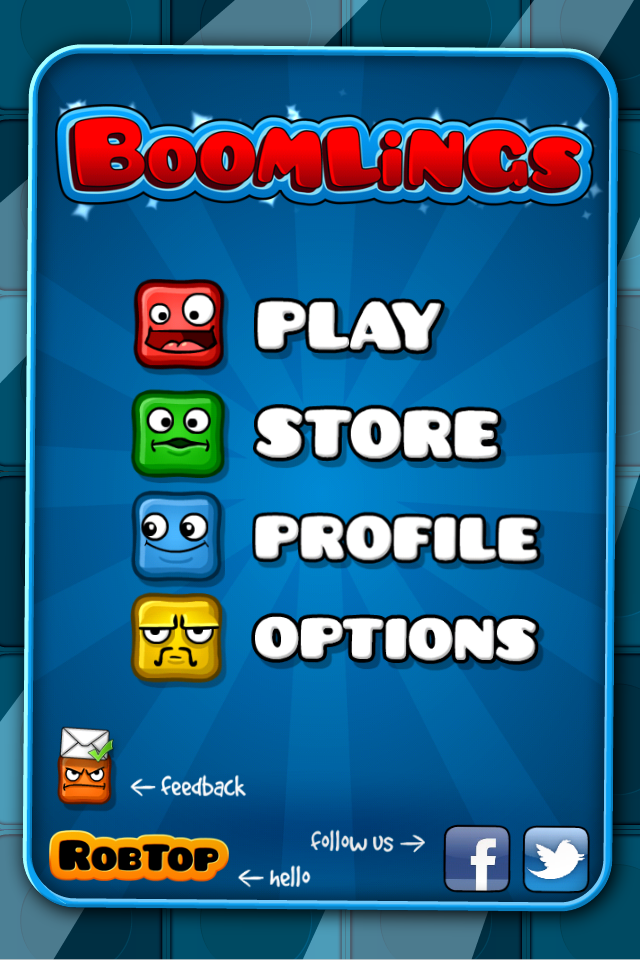 BOOMLiNGS
PLAY
STORE
PROFILE
OPTIONS
← feedback
follow us →
ROBTOP
← hello
f